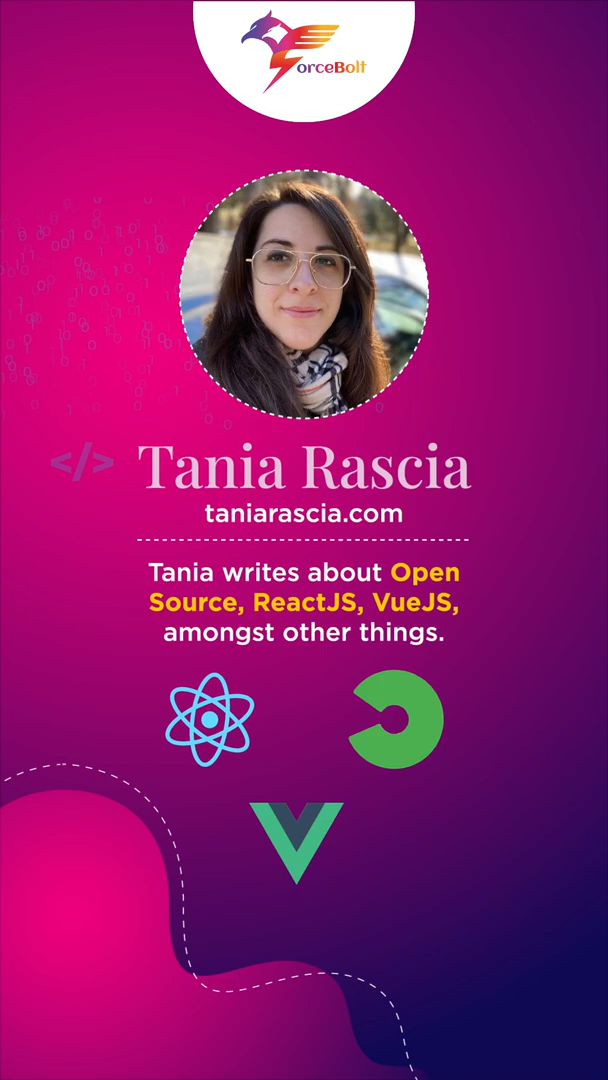 orceBolt
</>
Tania Rascia
taniarascia.com
Tania writes about Open
Source, ReactJS, VueJS,
amongst other things.